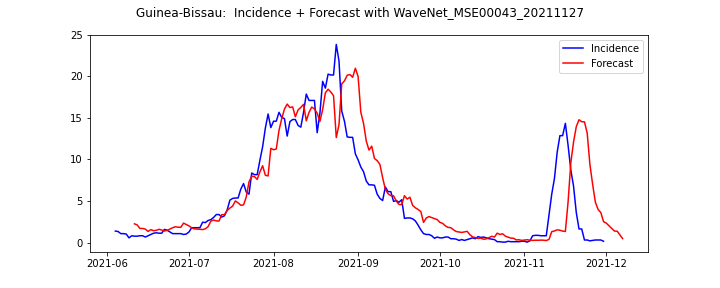 Guinea-Bissau:  Incidence + Forecast with WaveNet_MSE00043_20211127
25
20
15
10
5
0
Incidence
Forecast
2021-06 2021-07 2021-08 2021-09 2021-10 2021-11 2021-12